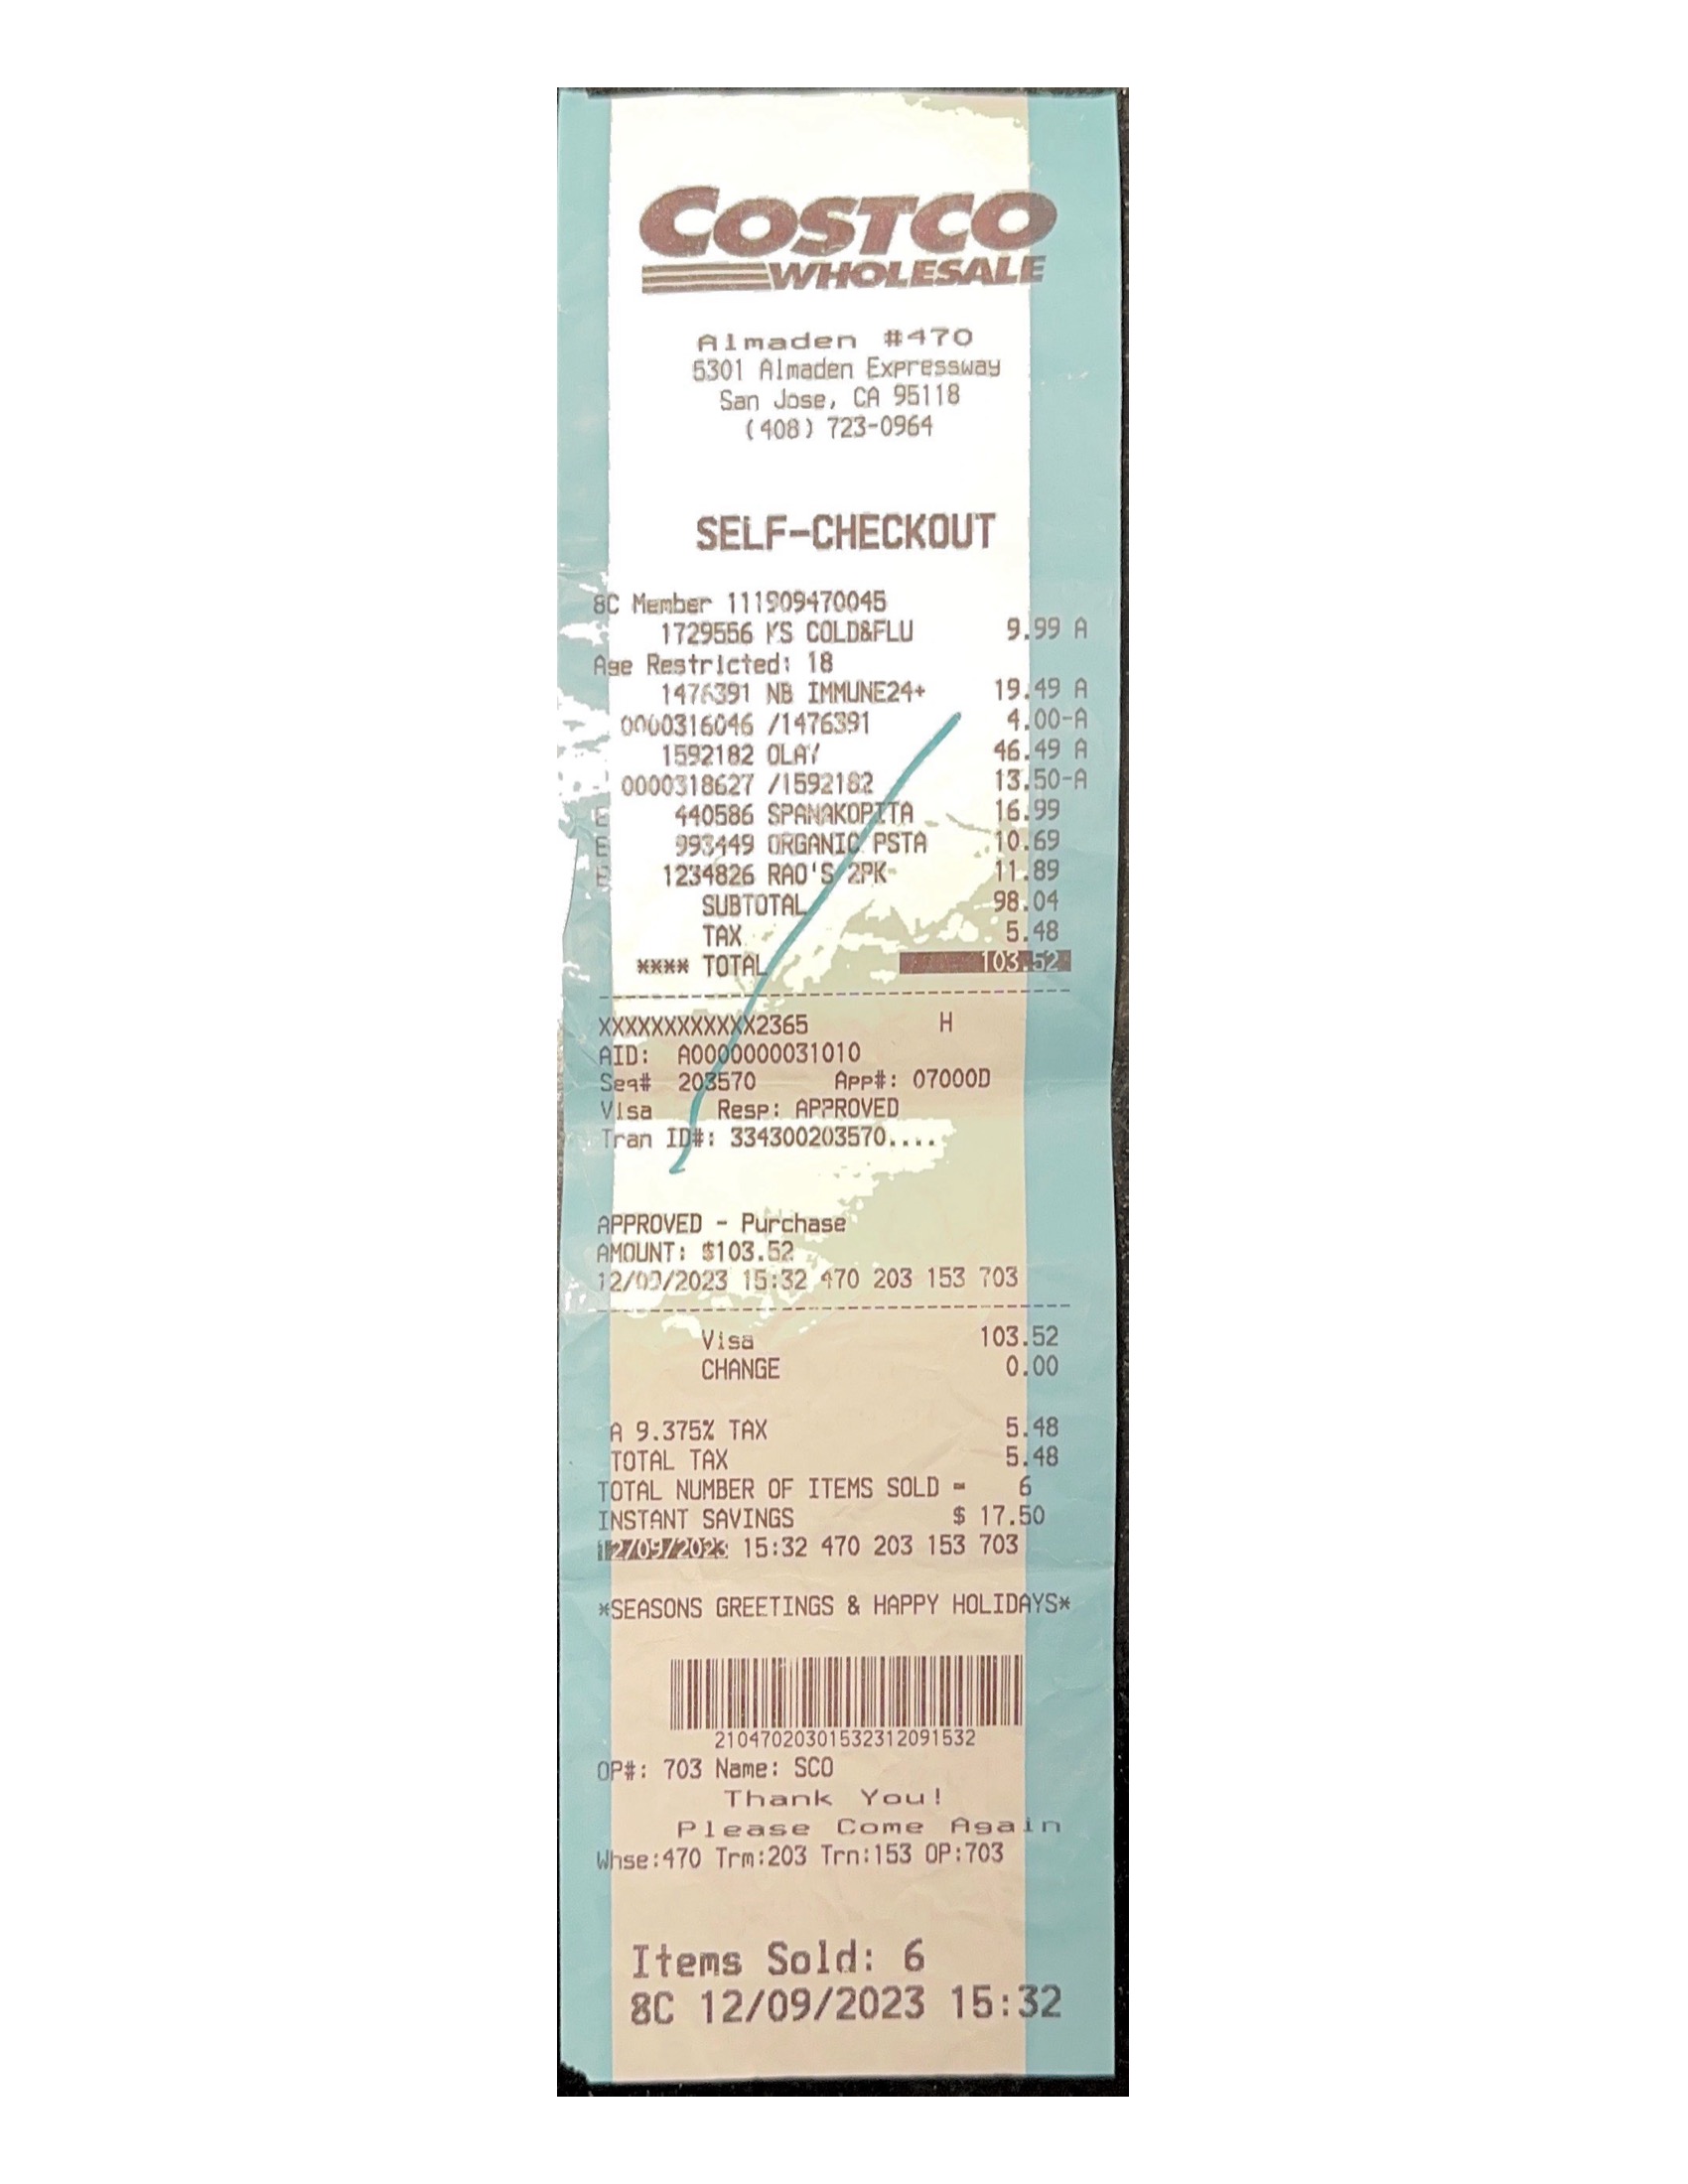 COSTCO
WHOLESALE
Almaden #470
5301 Almaden Expressway
San Jose, CA 95118
(408) 723-0964
SELF-CHECKOUT
8C Member 111909470045
1729556 KS COLD&FLU 9.99 A
Age Restricted: 18
1476391 NB IMMUNE24+ 19.49 A
0000316046 /1476391 4.00-A
1592182 OLAY 46.49 A
0000318627 /1592182 13.50-A
E 440586 SPANAKOPITA 16.99
E 993449 ORGANIC PSTA 10.69
E 1234826 RAO'S 2PK 11.89
SUBTOTAL 98.04
TAX 5.48
**** TOTAL 103.52
XXXXXXXXXXXX2365 H
AID: A0000000031010
Seq# 203570 App#: 07000D
Visa Resp: APPROVED
Tran ID#: 334300203570....
APPROVED - Purchase
AMOUNT: $103.52
12/09/2023 15:32 470 203 153 703
Visa 103.52
CHANGE 0.00
A 9.375% TAX 5.48
TOTAL TAX 5.48
TOTAL NUMBER OF ITEMS SOLD = 6
INSTANT SAVINGS $ 17.50
12/09/2023 15:32 470 203 153 703
*SEASONS GREETINGS & HAPPY HOLIDAYS*
21047020301532312091532
OP#: 703 Name: SCO
Thank You!
Please Come Again
Whse:470 Trm:203 Trn:153 OP:703
Items Sold: 6
8C 12/09/2023 15:32